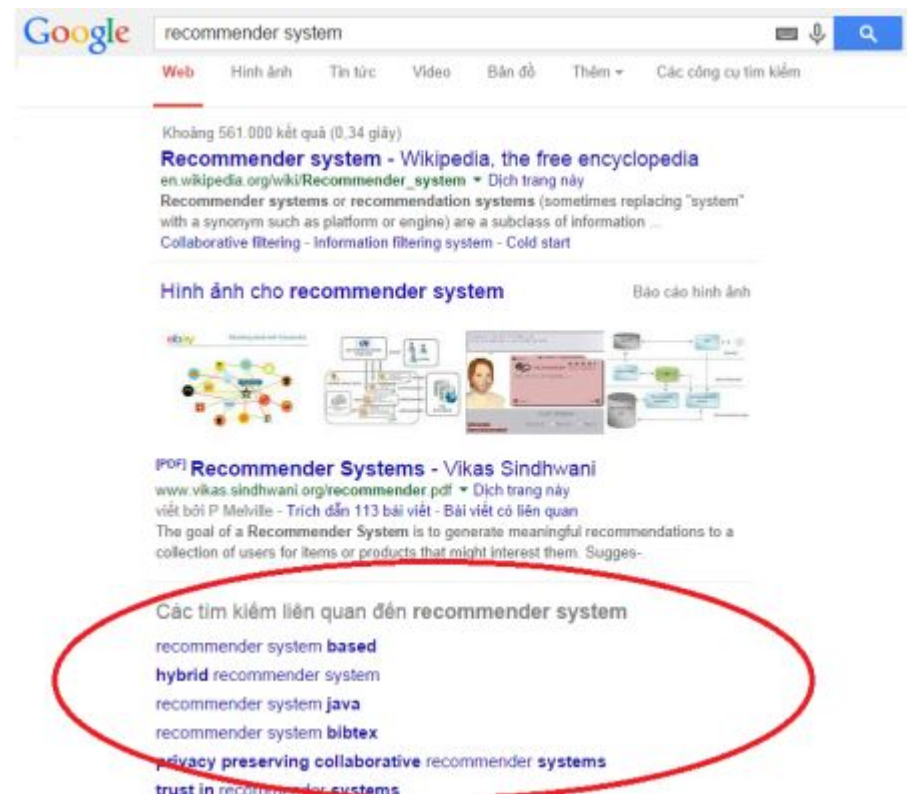 Google
recommender system
Web Hình ảnh Tin tức Video Bản đồ Thêm Các công cụ tìm kiếm
Khoảng 561.000 kết quả (0,34 giây)
Recommender system - Wikipedia, the free encyclopedia
en.wikipedia.org/wiki/Recommender_system Dịch trang này
Recommender systems or recommendation systems (sometimes replacing "system"
with a synonym such as platform or engine) are a subclass of information ...
Collaborative filtering - Information filtering system - Cold start
Hình ảnh cho recommender system Báo cáo hình ảnh
ebay
[PDF] Recommender Systems - Vikas Sindhwani
www.vikas.sindhwani.org/recommender.pdf Dịch trang này
viết bởi P Melville - Trích dẫn 113 bài viết - Bài viết có liên quan
The goal of a Recommender System is to generate meaningful recommendations to a
collection of users for items or products that might interest them. Sugges-
Các tìm kiếm liên quan đến recommender system
recommender system based
hybrid recommender system
recommender system java
recommender system bibtex
privacy preserving collaborative recommender systems
trust in recommender systems